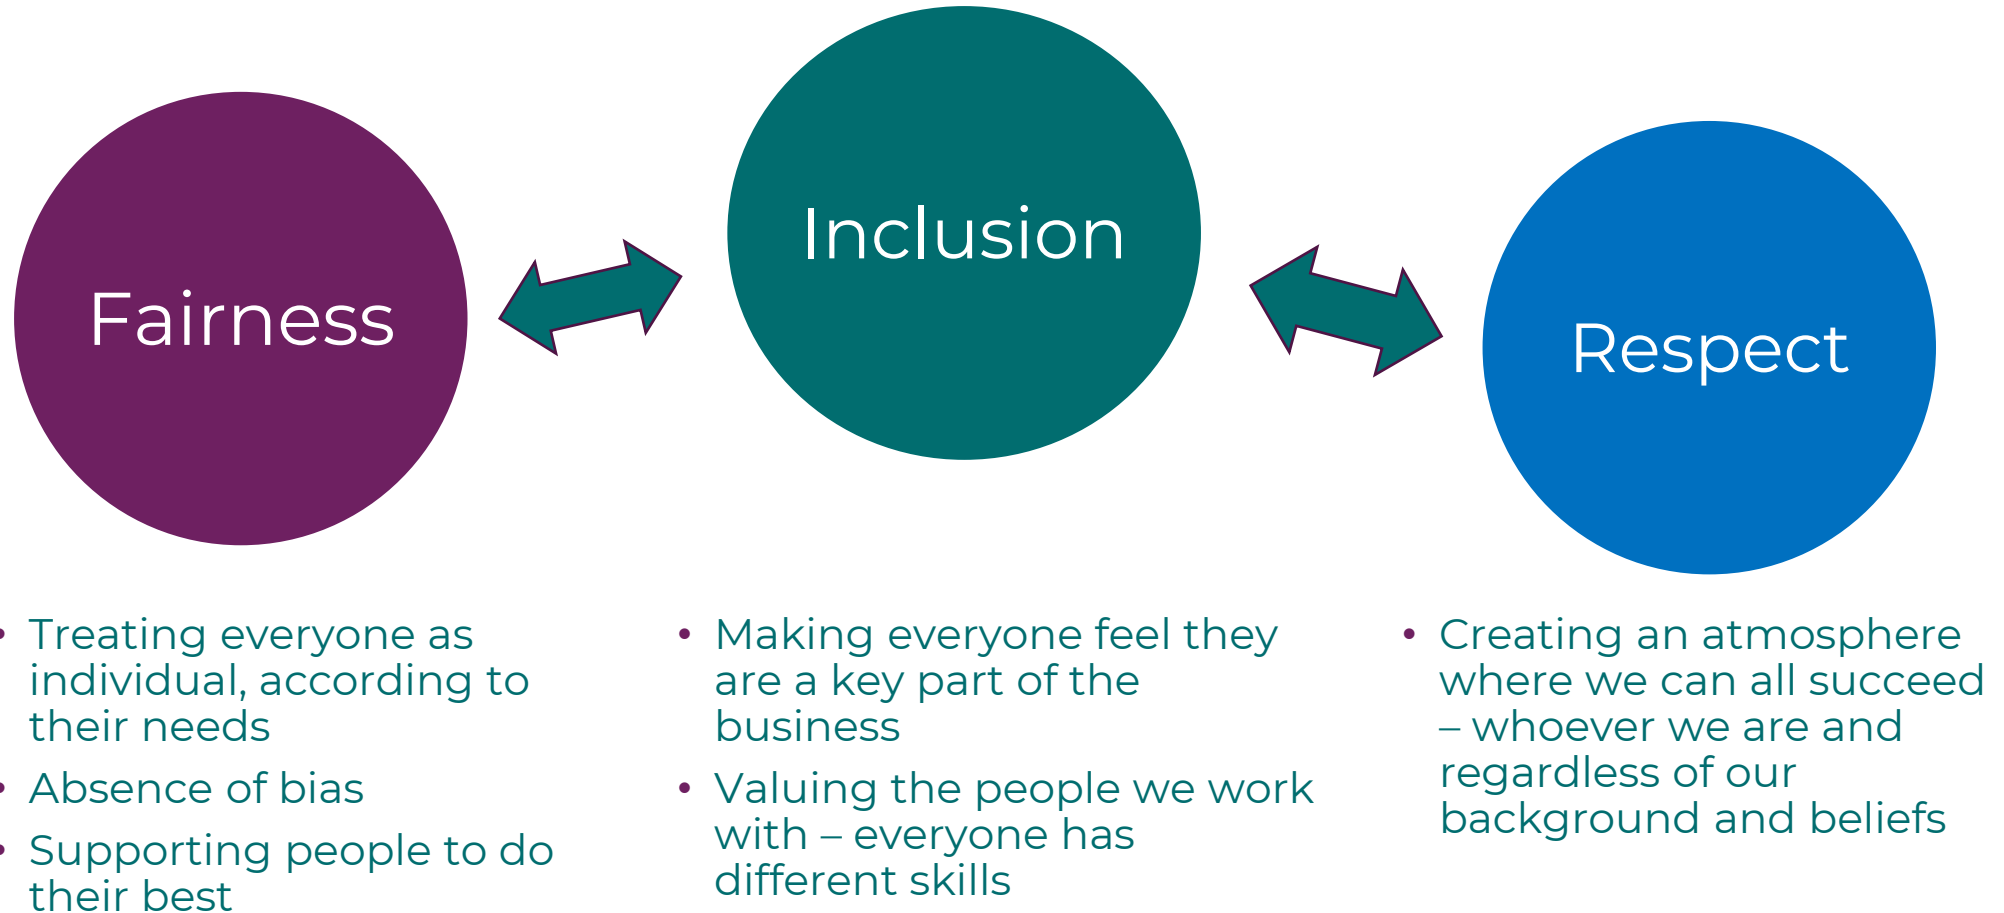 Fairness
Inclusion
Respect
• Treating everyone as
individual, according to
their needs
• Absence of bias
• Supporting people to do
their best
• Making everyone feel they
are a key part of the
business
• Valuing the people we work
with – everyone has
different skills
• Creating an atmosphere
where we can all succeed
– whoever we are and
regardless of our
background and beliefs